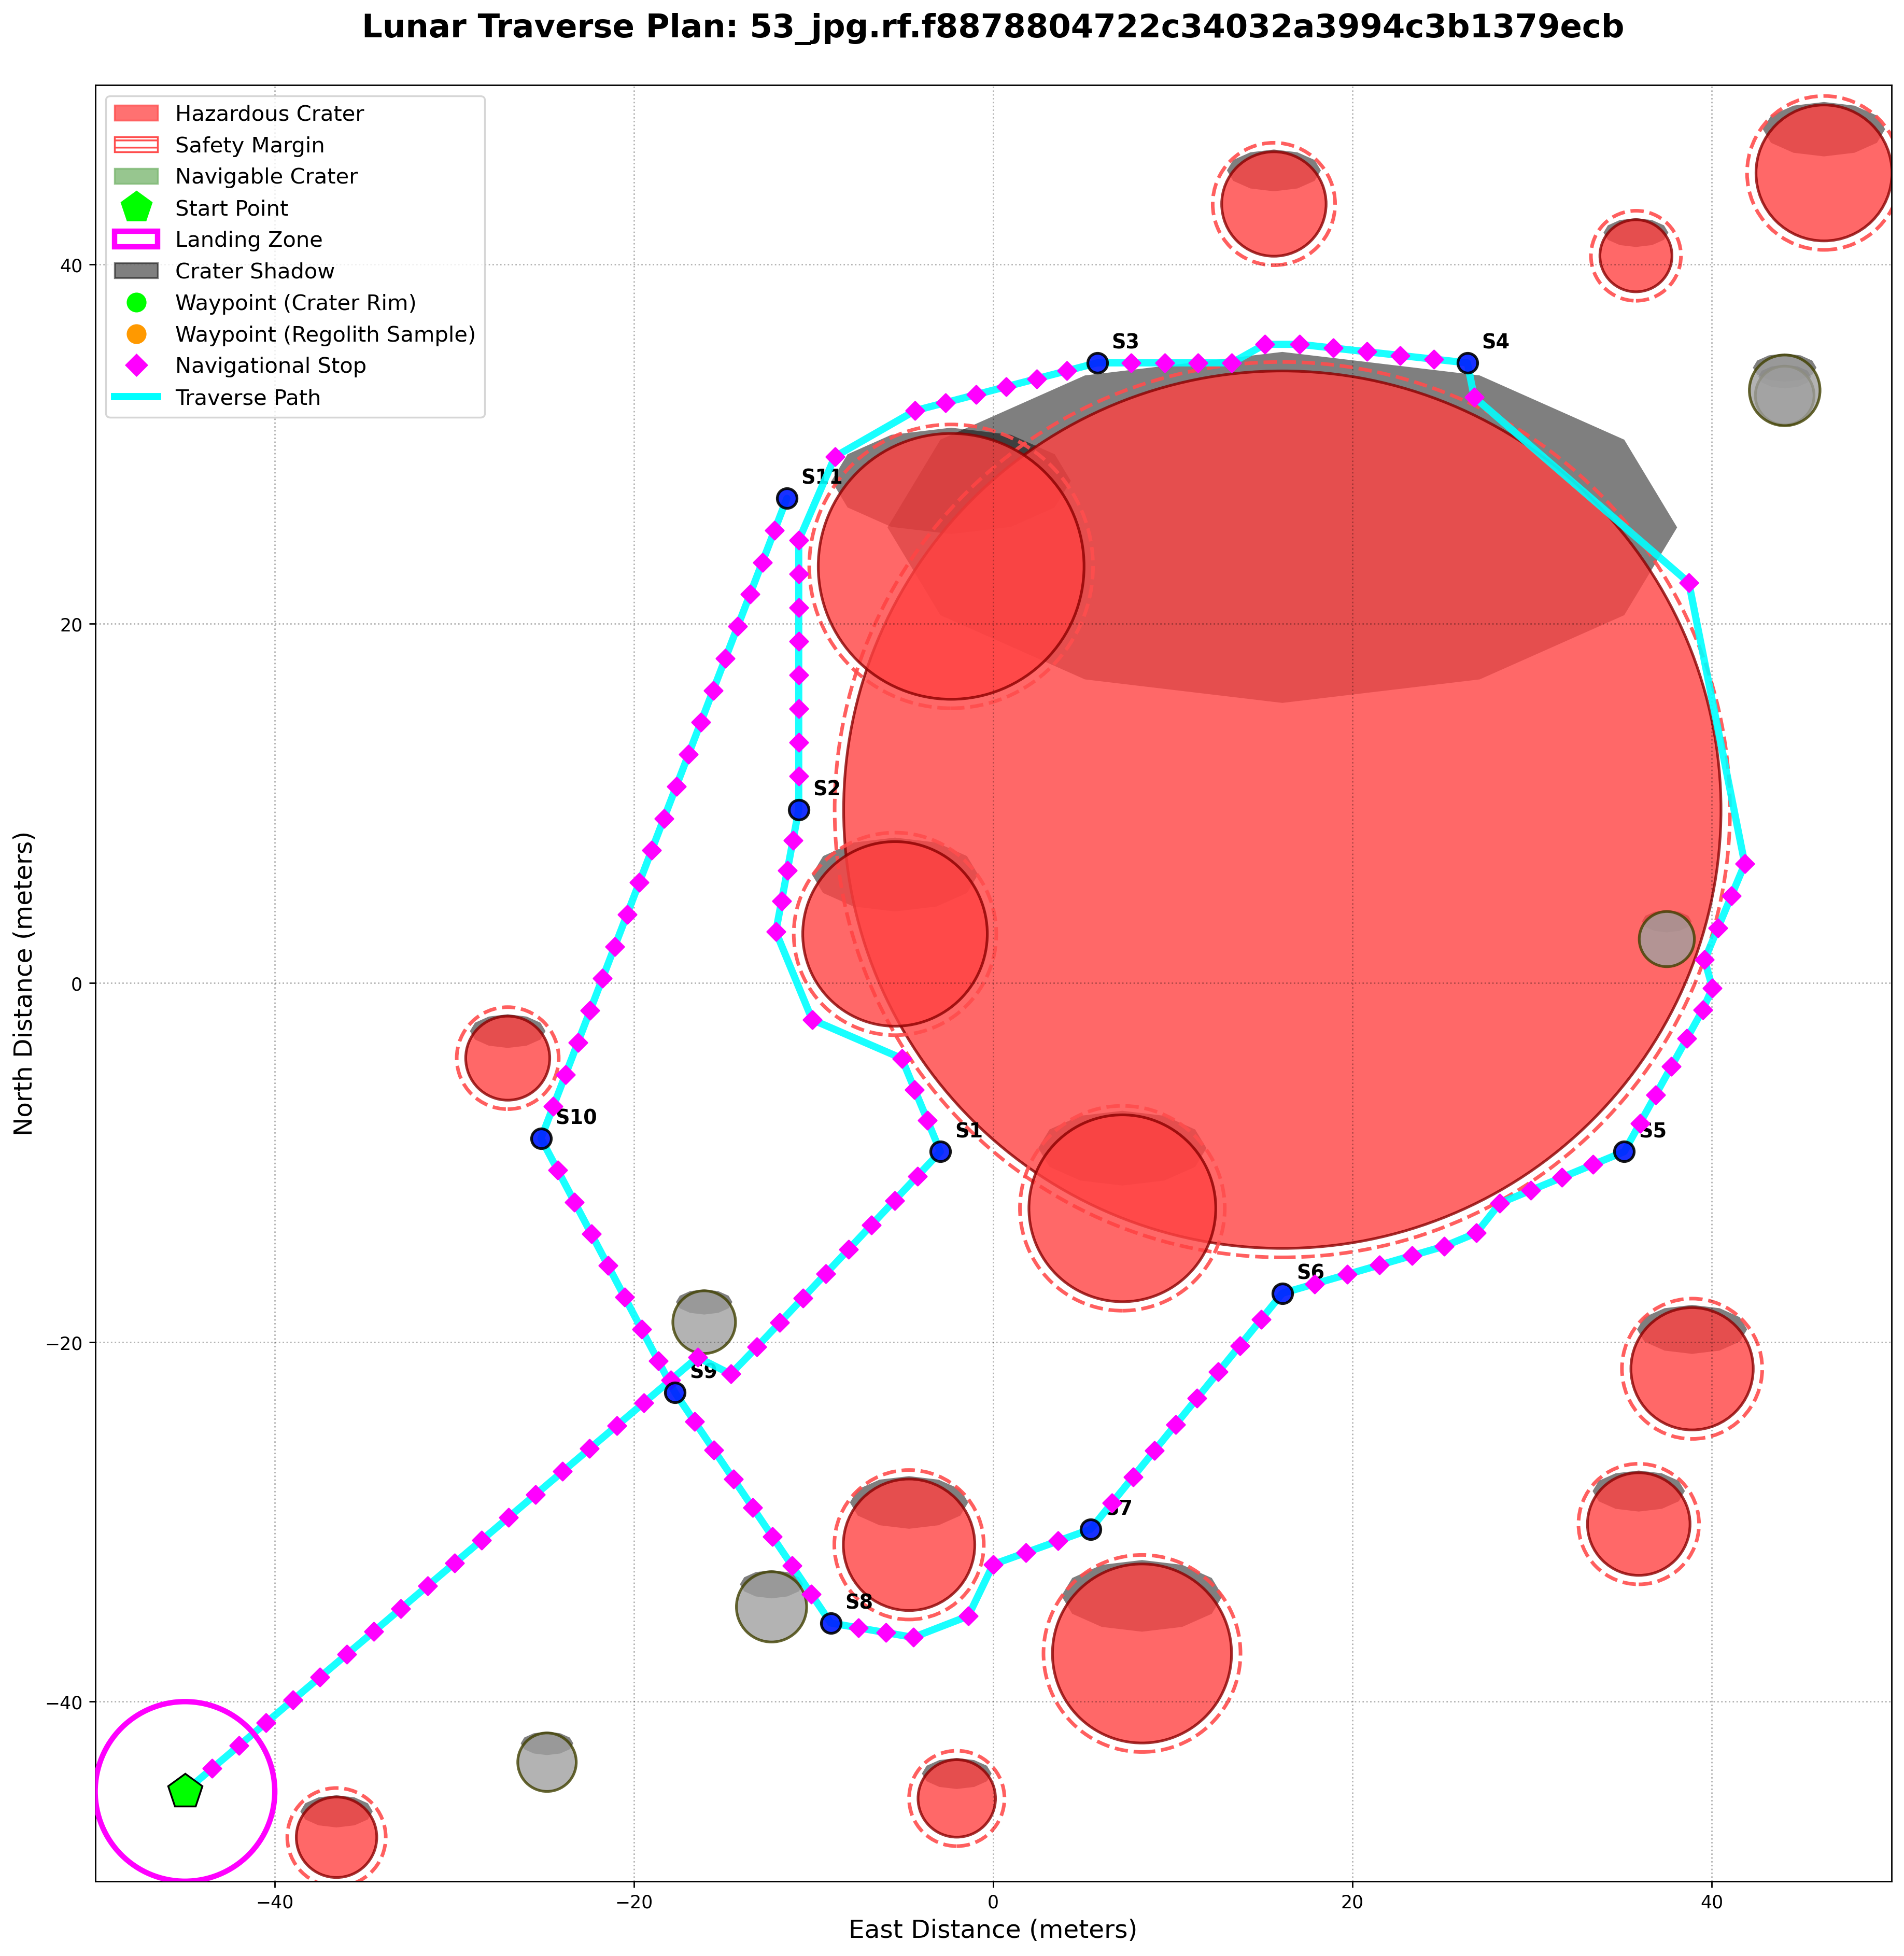 Lunar Traverse Plan: 53_jpg.rf.f8878804722c34032a3994c3b1379ecb
Hazardous Crater
Safety Margin
Navigable Crater
Start Point
Landing Zone
Crater Shadow
Waypoint (Crater Rim)
Waypoint (Regolith Sample)
Navigational Stop
Traverse Path
S3
S4
S11
S2
S10
S1
S5
S6
S9
S7
S8
40
20
0
−20
−40
North Distance (meters)
−40
−20
0
20
40
East Distance (meters)